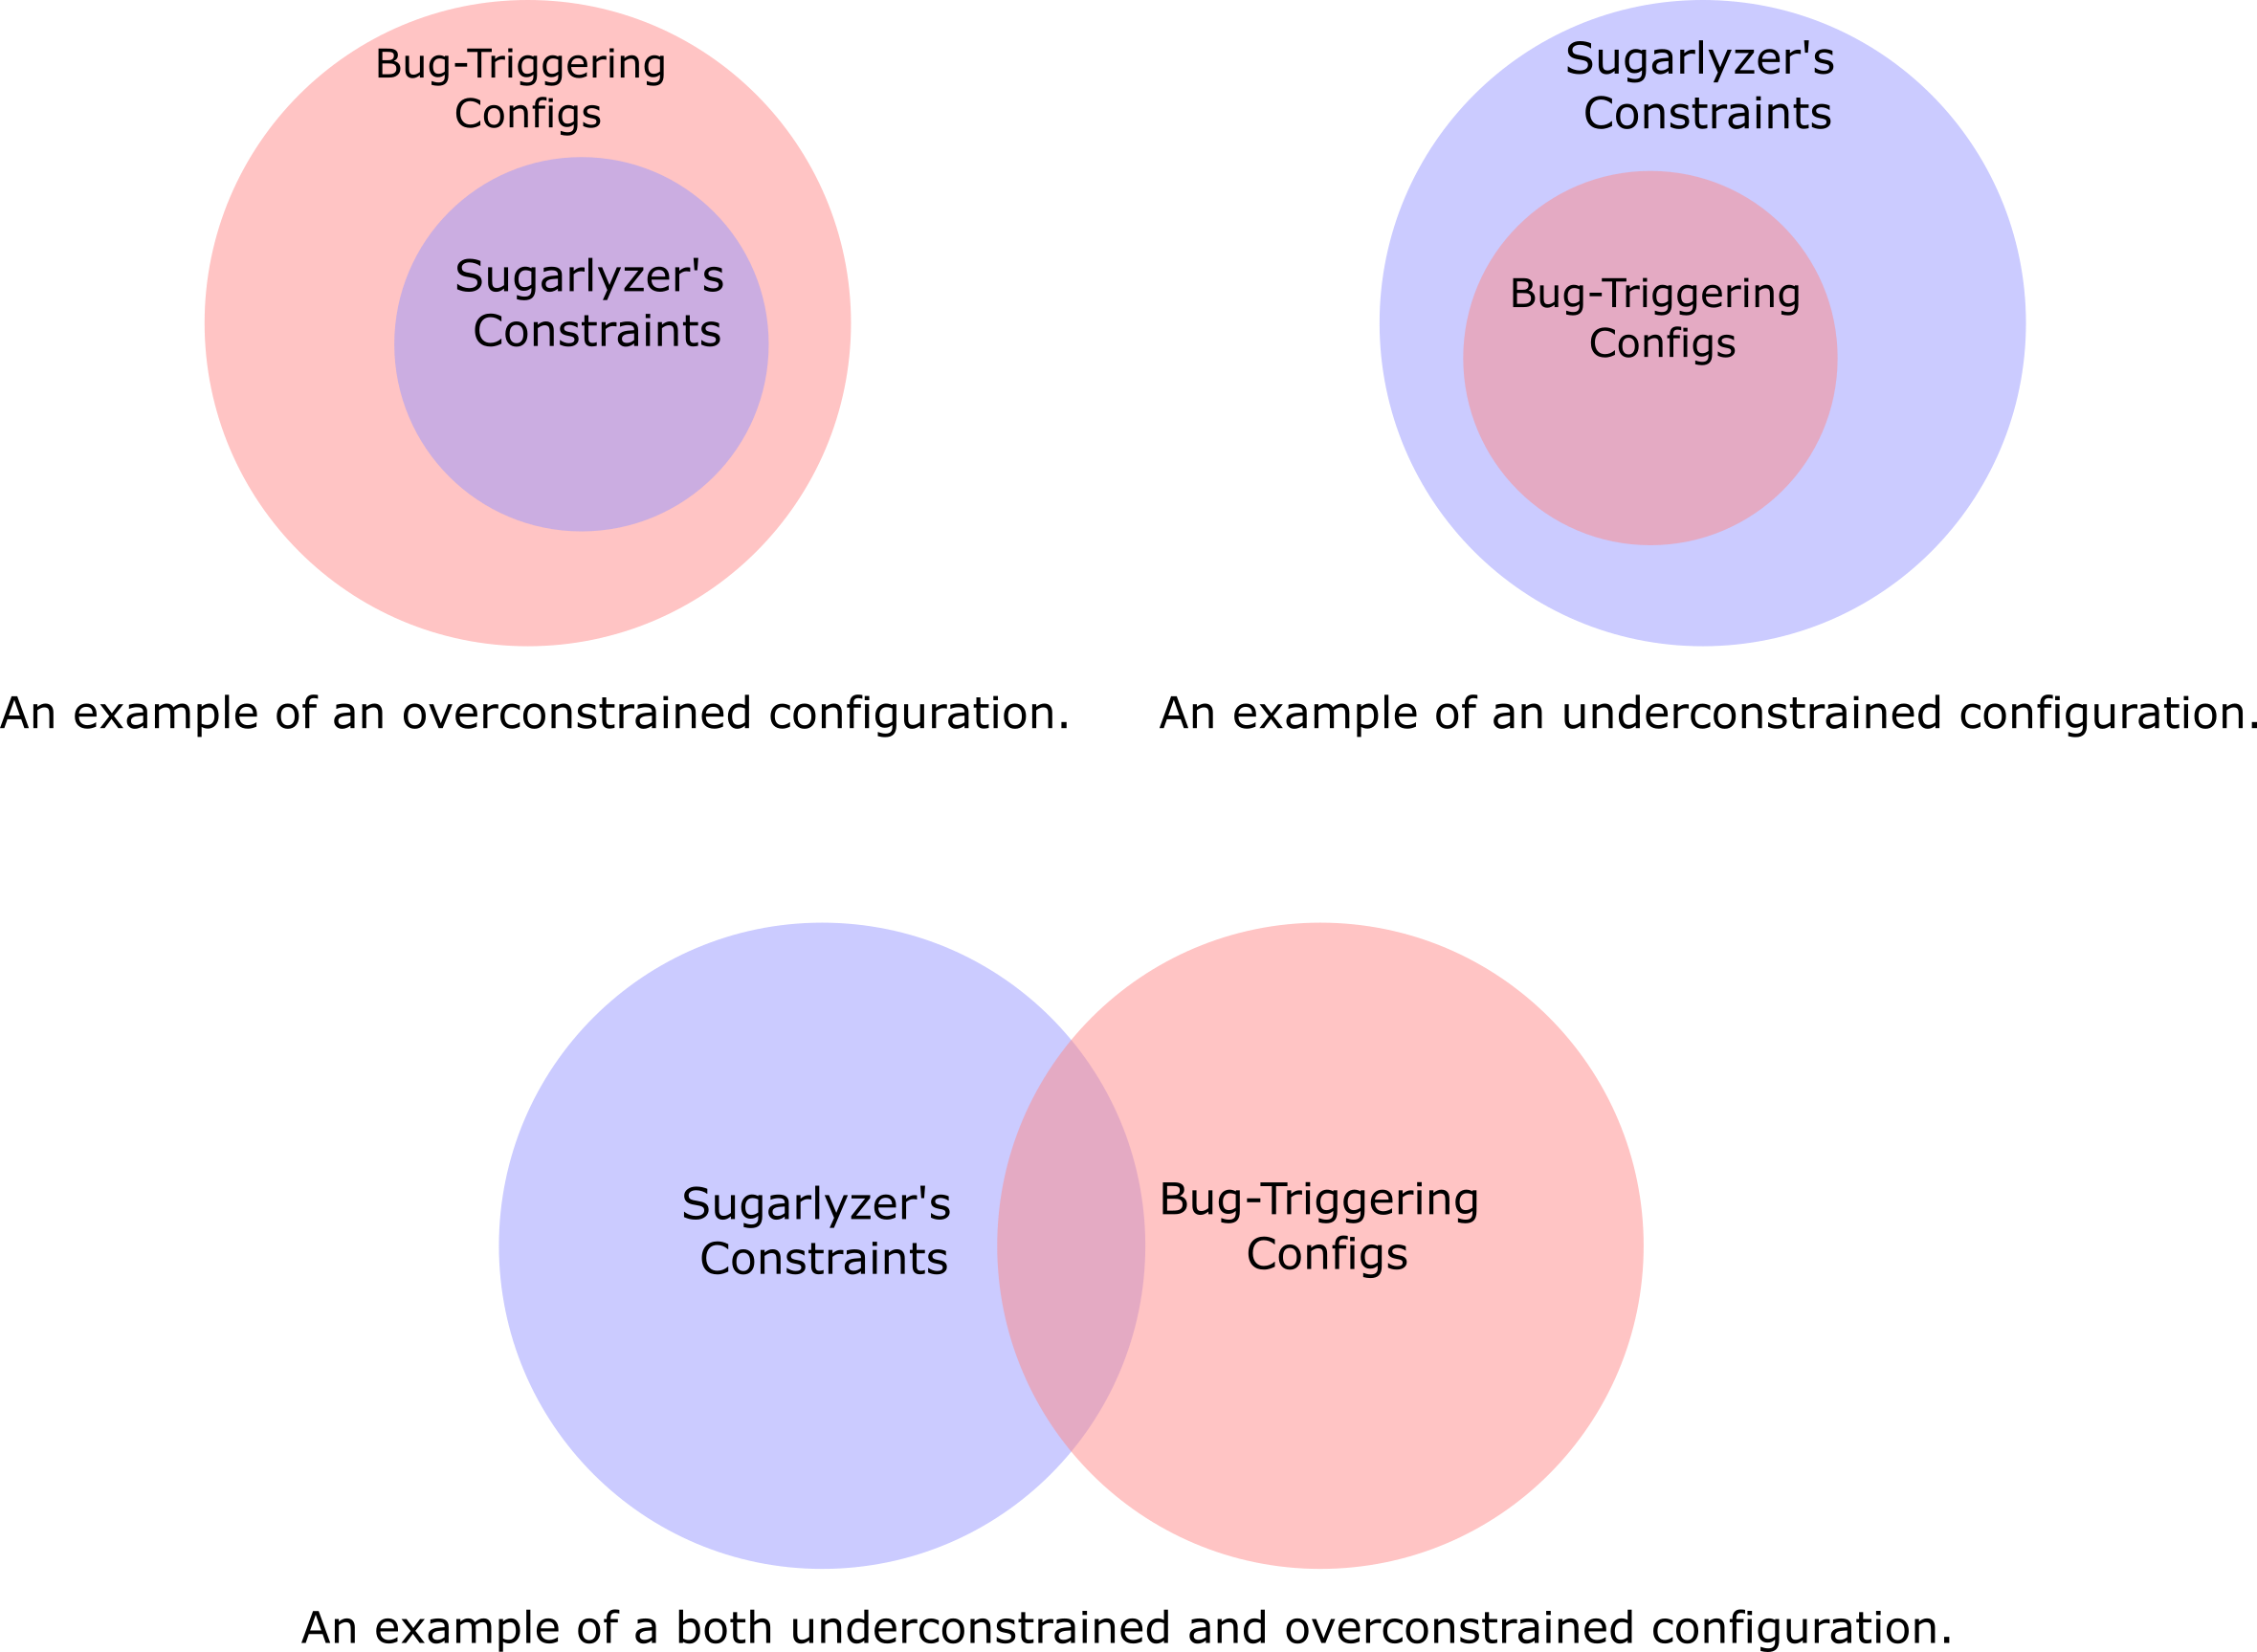 Bug-Triggering
Configs
Sugarlyzer's
Constraints
An example of an overconstrained configuration.
Sugarlyzer's
Constraints
Bug-Triggering
Configs
An example of an underconstrained configuration.
Sugarlyzer's
Constraints
Bug-Triggering
Configs
An example of a both underconstrained and overconstrained configuration.